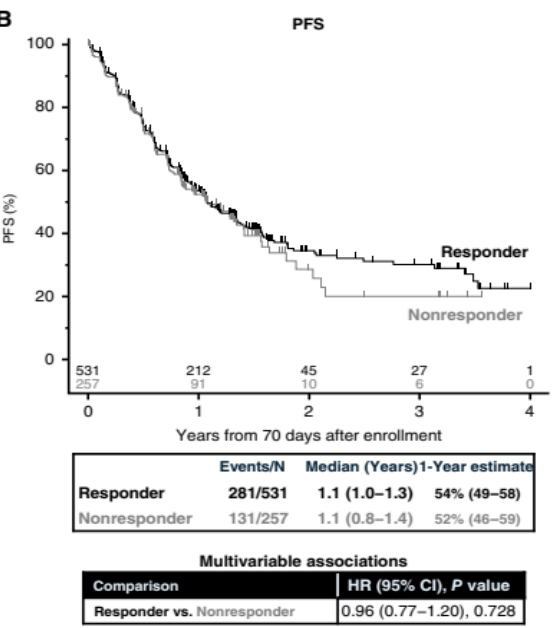 B
PFS
100
80
60
40
20
0
PFS (%)
Responder
Nonresponder
531 212 45 27 1
257 91 10 6 0
0 1 2 3 4
Years from 70 days after enrollment
Events/N Median (Years) 1-Year estimate
Responder 281/531 1.1 (1.0–1.3) 54% (49–58)
Nonresponder 131/257 1.1 (0.8–1.4) 52% (46–59)
Multivariable associations
Comparison HR (95% CI), P value
Responder vs. Nonresponder 0.96 (0.77–1.20), 0.728